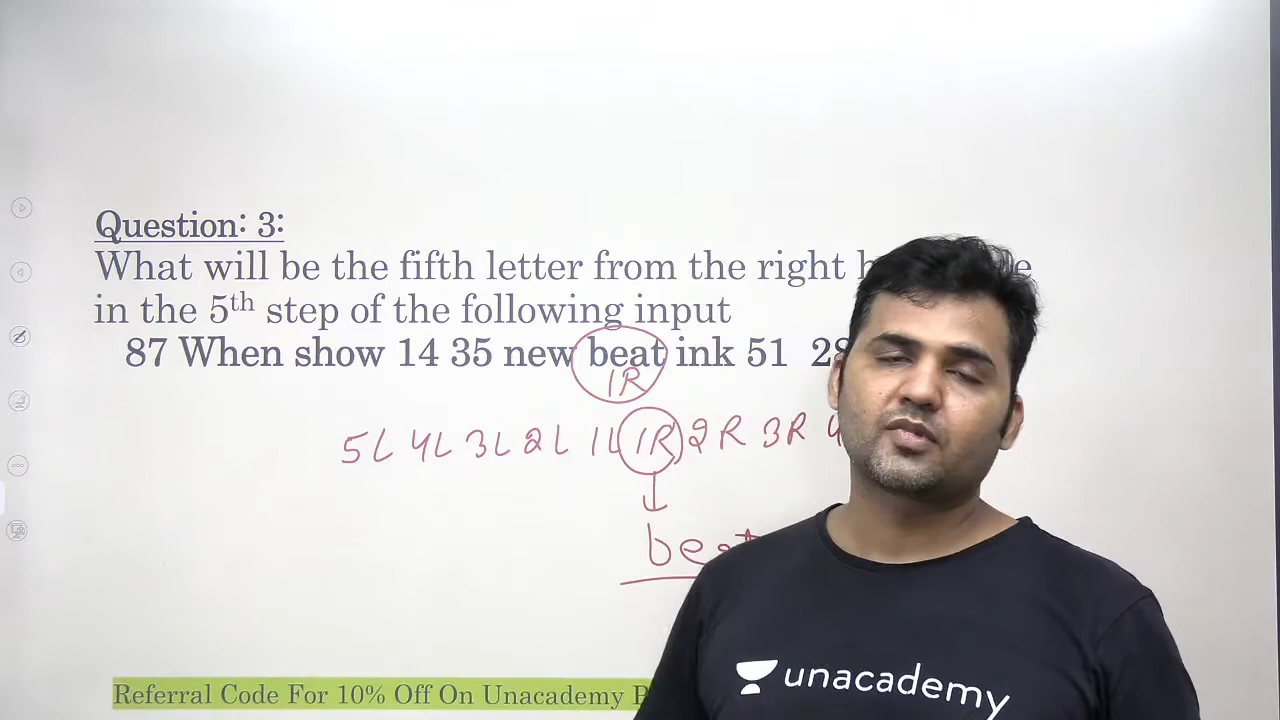 Question: 3:
What will be the fifth letter from the right
in the 5th step of the following input
87 When show 14 35 new beat ink 51 28
1R
5L 4L 3L 2L 1L 1R 2R 3R 4
beat
Referral Code For 10% Off On Unacademy
unacademy